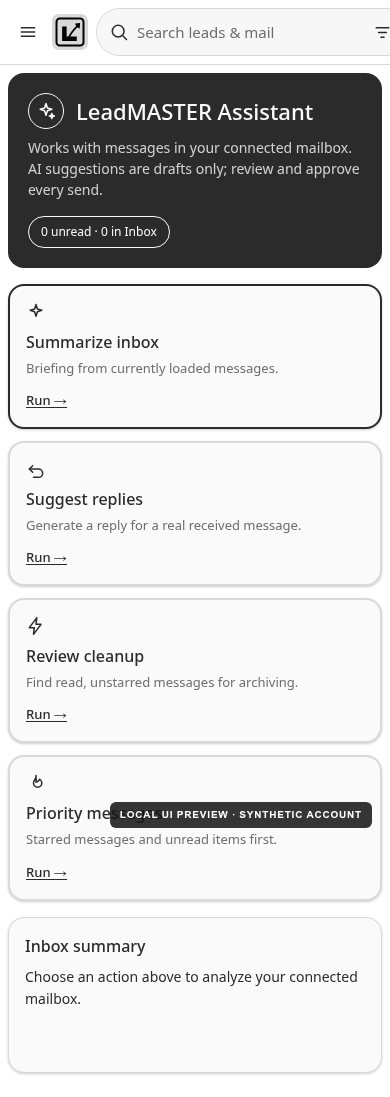 Search leads & mail
LeadMASTER Assistant
Works with messages in your connected mailbox.
AI suggestions are drafts only; review and approve
every send.
0 unread · 0 in Inbox
Summarize inbox
Briefing from currently loaded messages.
Run →
Suggest replies
Generate a reply for a real received message.
Run →
Review cleanup
Find read, unstarred messages for archiving.
Run →
Priority
LOCAL UI PREVIEW · SYNTHETIC ACCOUNT
Starred messages and unread items first.
Run →
Inbox summary
Choose an action above to analyze your connected
mailbox.